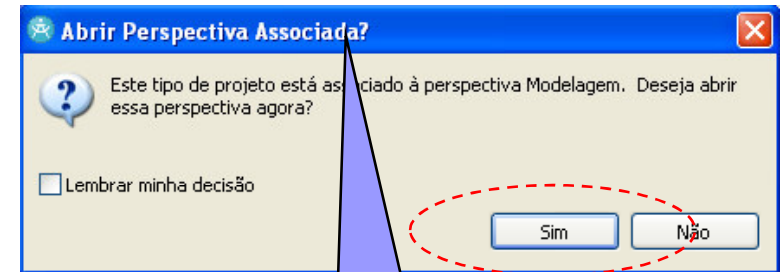 Abrir Perspectiva Associada?
Este tipo de projeto está associado à perspectiva Modelagem. Deseja abrir
essa perspectiva agora?
Lembrar minha decisão
Sim
Não